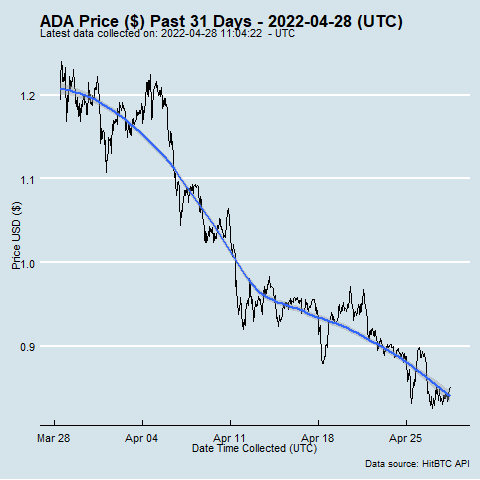 ADA Price ($) Past 31 Days - 2022-04-28 (UTC)
Latest data collected on: 2022-04-28 11:04:22  - UTC
1.2
1.1
1.0
0.9
Price USD ($)
Mar 28
Apr 04
Apr 11
Apr 18
Apr 25
Date Time Collected (UTC)
Data source: HitBTC API